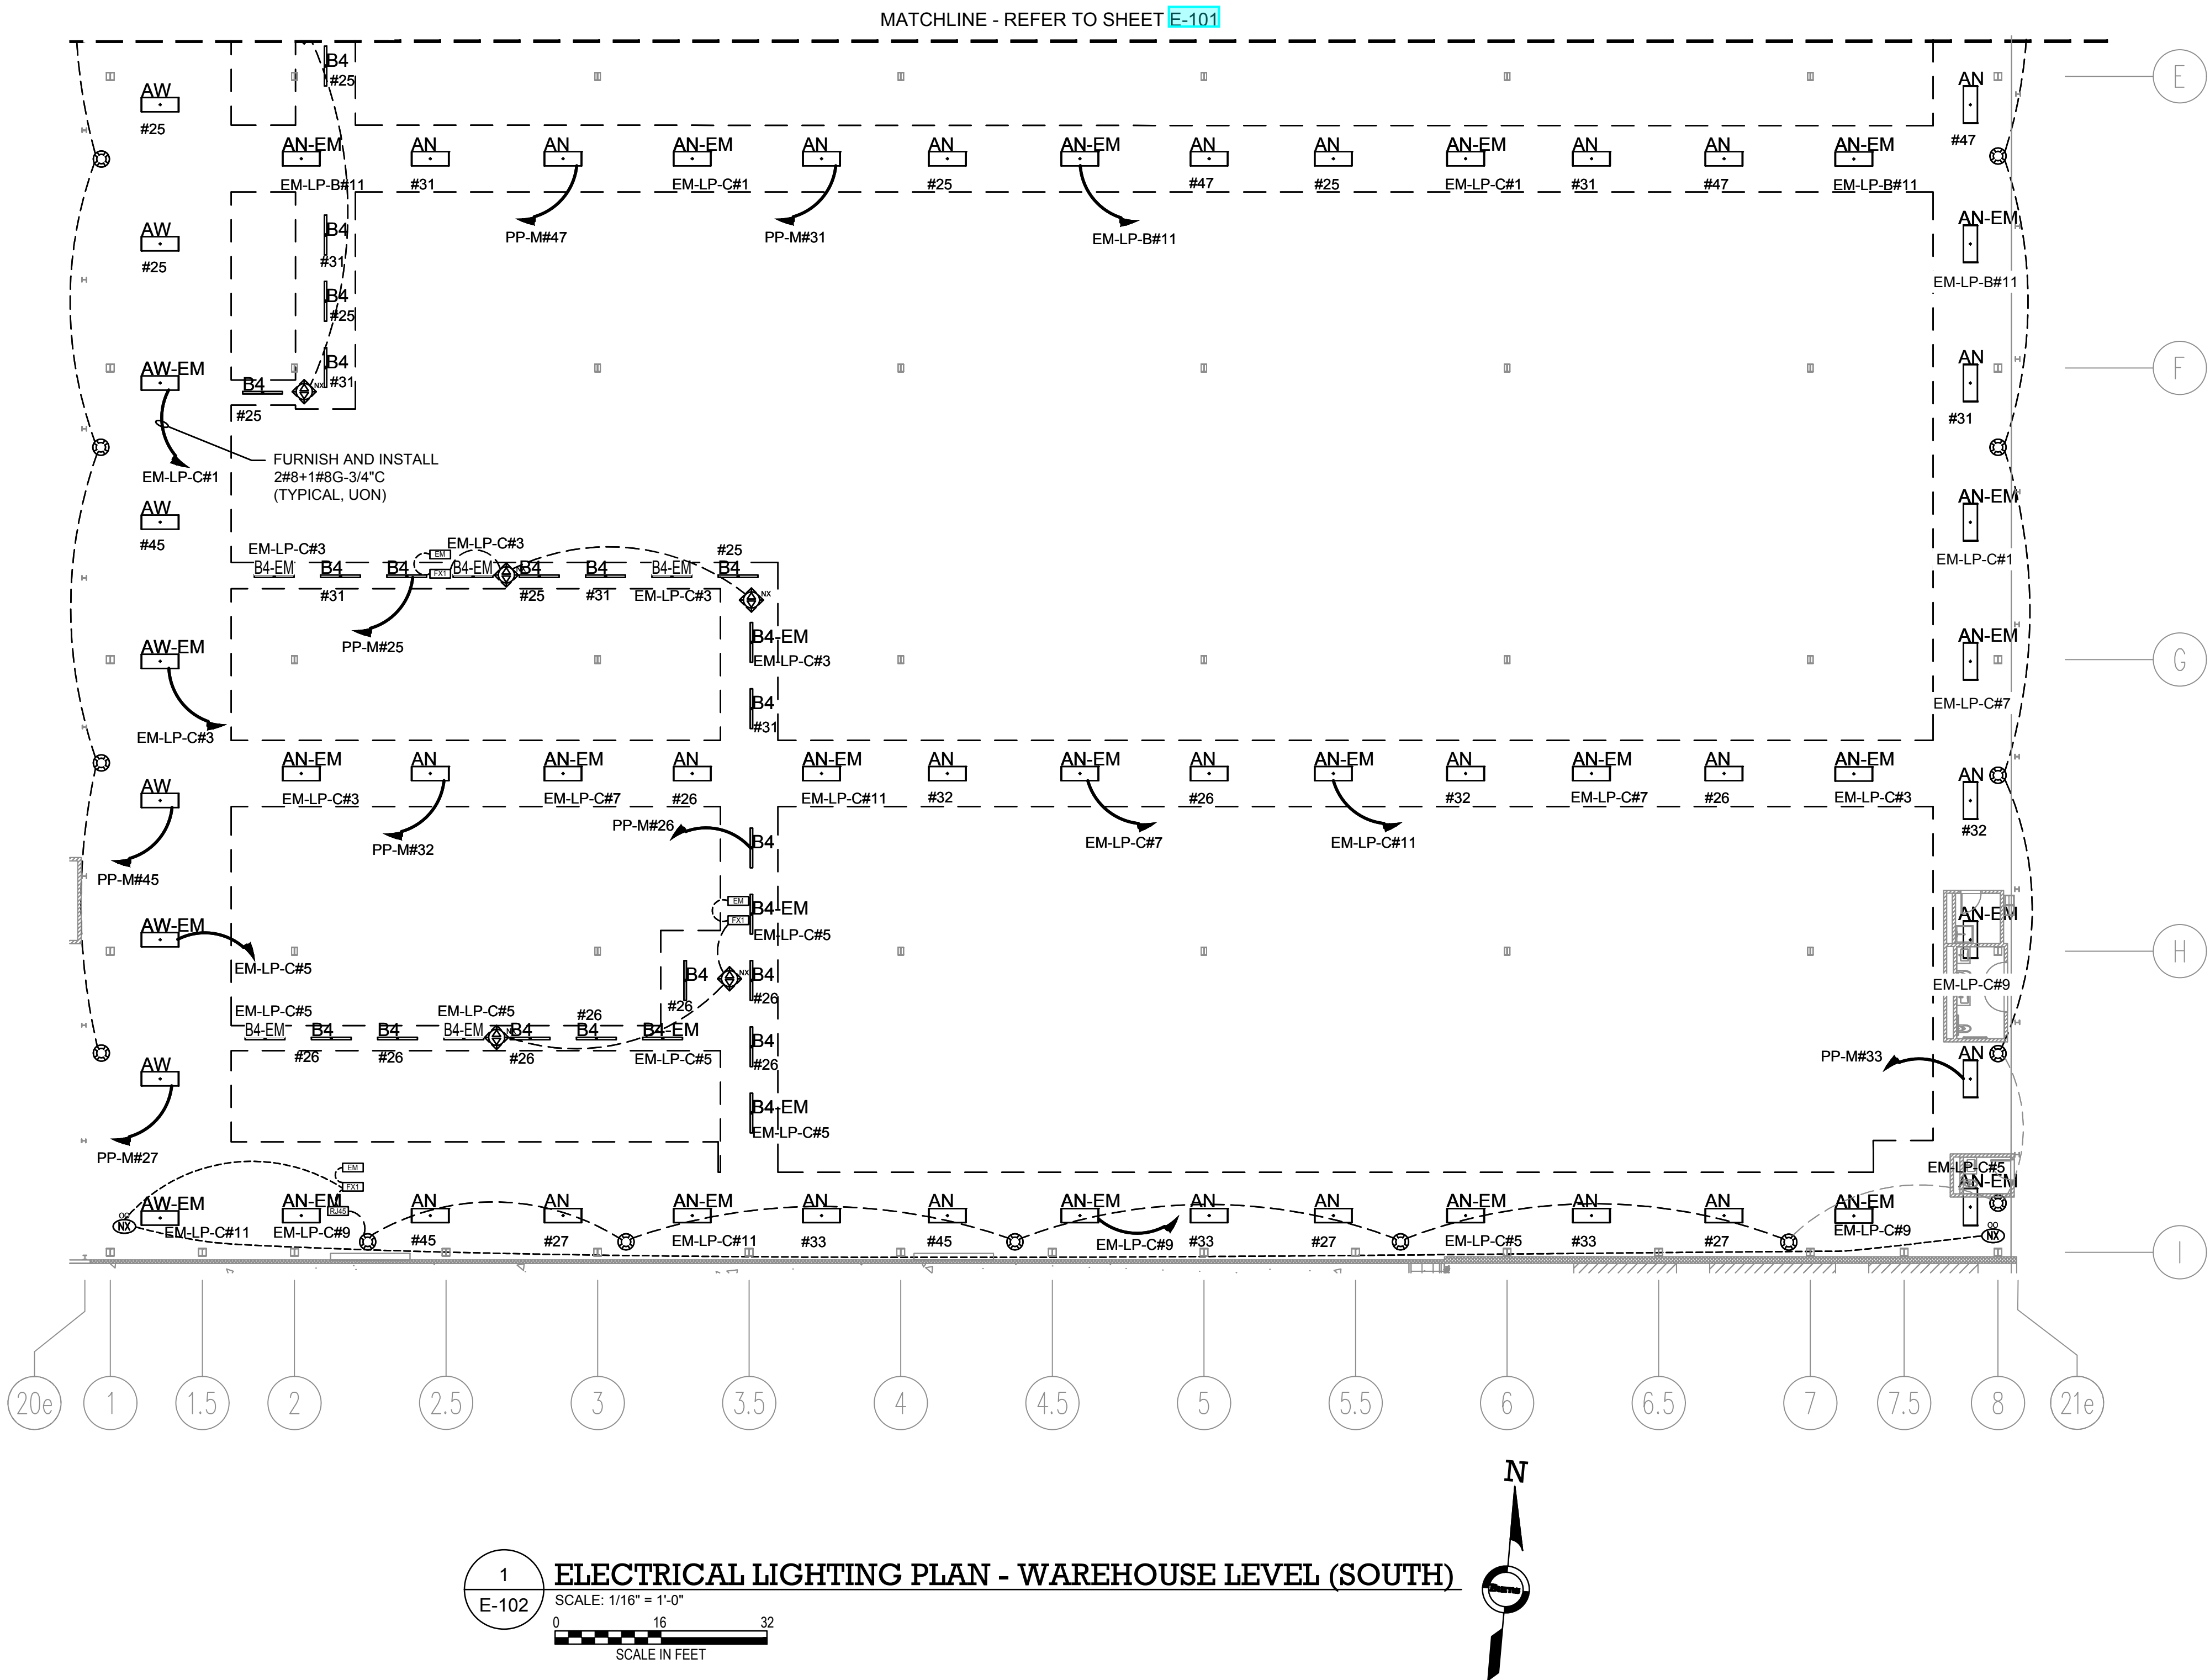 MATCHLINE - REFER TO SHEET E-101
B4
#25
E
AW
#25
AN
#47
AN-EM
AN
AN
AN-EM
AN
AN
AN-EM
AN
AN
AN-EM
AN
AN
AN-EM
EM-LP-B#11
#31
EM-LP-C#1
#25
#47
#25
EM-LP-C#1
#31
#47
EM-LP-B#11
PP-M#47
PP-M#31
EM-LP-B#11
AW
#25
B4
#31
B4
#25
B4
#31
AN-EM
EM-LP-B#11
AW-EM
B4
NX
#25
AN
#31
F
EM-LP-C#1
FURNISH AND INSTALL
2#8+1#8G-3/4"C
(TYPICAL, UON)
AW
#45
AN-EM
EM-LP-C#1
EM-LP-C#3
EM-LP-C#3
#25
EM
FX1
B4-EM
B4
B4
B4-EM
B4
B4
B4-EM
B4
#31
#25
#31
EM-LP-C#3
NX
PP-M#25
B4-EM
EM-LP-C#3
AW-EM
EM-LP-C#3
AN-EM
EM-LP-C#7
G
B4
#31
AN-EM
AN
AN-EM
AN
AN-EM
AN
AN-EM
AN
AN-EM
AN
AN-EM
AN
AN-EM
EM-LP-C#3
EM-LP-C#7
#26
EM-LP-C#11
#32
#26
#32
EM-LP-C#7
#26
EM-LP-C#3
AN
#32
AW
PP-M#45
PP-M#32
PP-M#26
B4
EM-LP-C#7
EM-LP-C#11
EM
FX1
B4-EM
EM-LP-C#5
AN-EM
EM-LP-C#9
H
AW-EM
EM-LP-C#5
B4
#26
NX
B4
#26
EM-LP-C#5
EM-LP-C#5
#26
B4-EM
B4
B4
B4-EM
B4
B4
B4-EM
#26
#26
#26
EM-LP-C#5
B4
#26
PP-M#33
AN
AW
PP-M#27
B4-EM
EM-LP-C#5
EM
FX1
RJ45
EM-LP-C#5
AN-EM
AW-EM
AN-EM
AN
AN
AN-EM
AN
AN
AN-EM
AN
AN
AN-EM
AN
AN
AN-EM
NX
EM-LP-C#11
EM-LP-C#9
#45
#27
EM-LP-C#11
#33
#45
EM-LP-C#9
#33
#27
EM-LP-C#5
#33
#27
EM-LP-C#9
NX
I
20e
1
1.5
2
2.5
3
3.5
4
4.5
5
5.5
6
6.5
7
7.5
8
21e
N
Burns
1
E-102
ELECTRICAL LIGHTING PLAN - WAREHOUSE LEVEL (SOUTH)
SCALE: 1/16" = 1'-0"
0 16 32
SCALE IN FEET